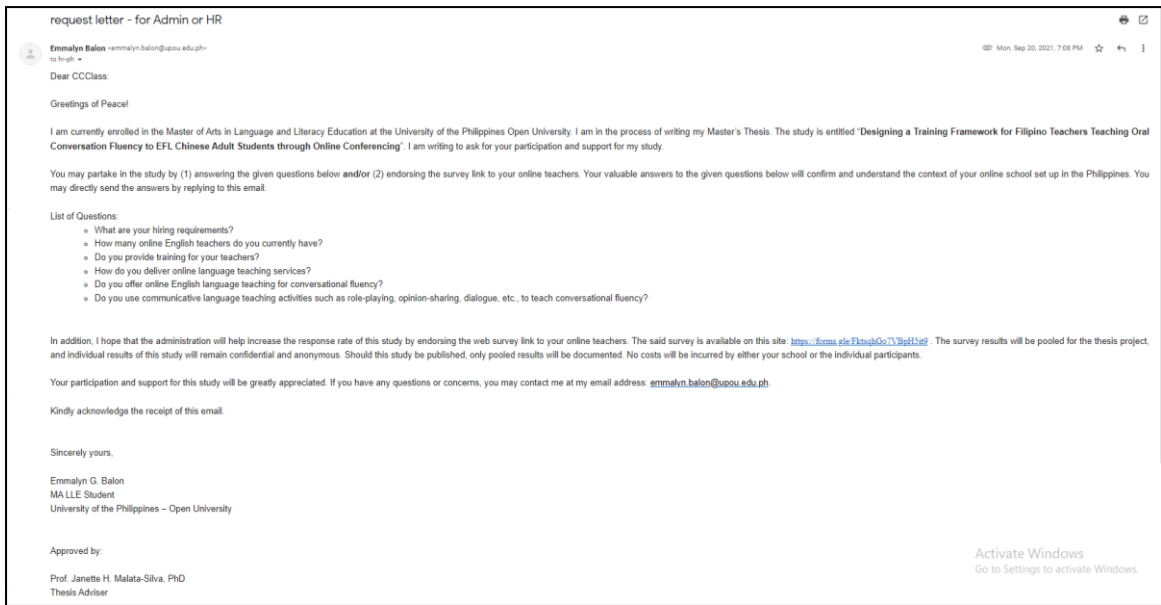 request letter - for Admin or HR
Emmalyn Balon <emmalyn.balon@upou.edu.ph>
Mon, Sep 20, 2021, 7:08 PM
to hr-ph
Dear CCClass:
Greetings of Peace!
I am currently enrolled in the Master of Arts in Language and Literacy Education at the University of the Philippines Open University. I am in the process of writing my Master's Thesis. The study is entitled "Designing a Training Framework for Filipino Teachers Teaching Oral
Conversation Fluency to EFL Chinese Adult Students through Online Conferencing". I am writing to ask for your participation and support for my study.
You may partake in the study by (1) answering the given questions below and/or (2) endorsing the survey link to your online teachers. Your valuable answers to the given questions below will confirm and understand the context of your online school set up in the Philippines. You
may directly send the answers by replying to this email.
List of Questions:
What are your hiring requirements?
How many online English teachers do you currently have?
Do you provide training for your teachers?
How do you deliver online language teaching services?
Do you offer online English language teaching for conversational fluency?
Do you use communicative language teaching activities such as role-playing, opinion-sharing, dialogue, etc., to teach conversational fluency?
In addition, I hope that the administration will help increase the response rate of this study by endorsing the web survey link to your online teachers. The said survey is available on this site: . The survey results will be pooled for the thesis project,
and individual results of this study will remain confidential and anonymous. Should this study be published, only pooled results will be documented. No costs will be incurred by either your school or the individual participants.
Your participation and support for this study will be greatly appreciated. If you have any questions or concerns, you may contact me at my email address: emmalyn.balon@upou.edu.ph.
Kindly acknowledge the receipt of this email.
Sincerely yours,
Emmalyn G. Balon
MA LLE Student
University of the Philippines – Open University
Approved by:
Prof. Janette H. Malata-Silva, PhD
Thesis Adviser
Activate Windows
Go to Settings to activate Windows.